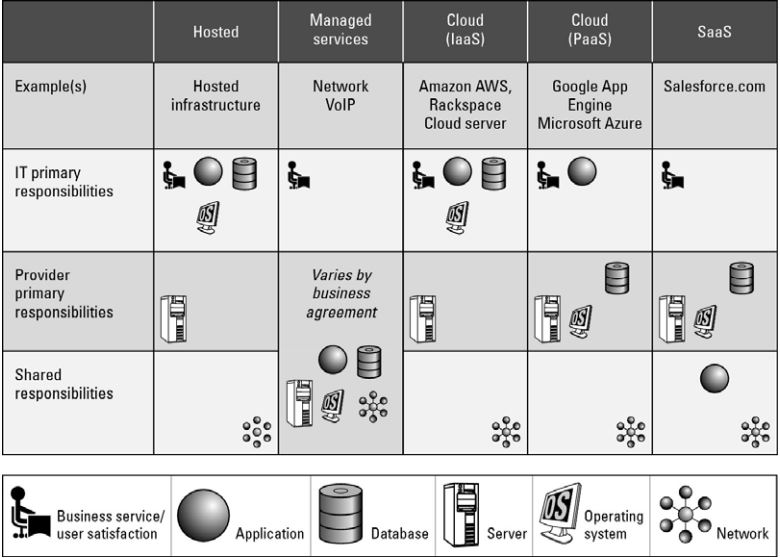 Hosted
Managed
services
Cloud
(IaaS)
Cloud
(PaaS)
SaaS
Example(s)
Hosted
infrastructure
Network
VoIP
Amazon AWS,
Rackspace
Cloud server
Google App
Engine
Microsoft Azure
Salesforce.com
IT primary
responsibilities
OS
OS
Provider
primary
responsibilities
Varies by
business
agreement
OS
OS
Shared
responsibilities
OS
Business service/
user satisfaction
Application
Database
Server
OS
Operating
system
Network